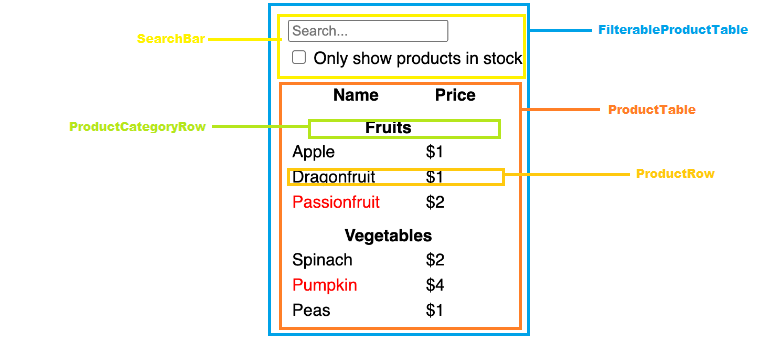 SearchBar
Search...
FilterableProductTable
Only show products in stock
Name Price
ProductTable
ProductCategoryRow
Fruits
Apple $1
Dragonfruit $1
ProductRow
Passionfruit $2
Vegetables
Spinach $2
Pumpkin $4
Peas $1